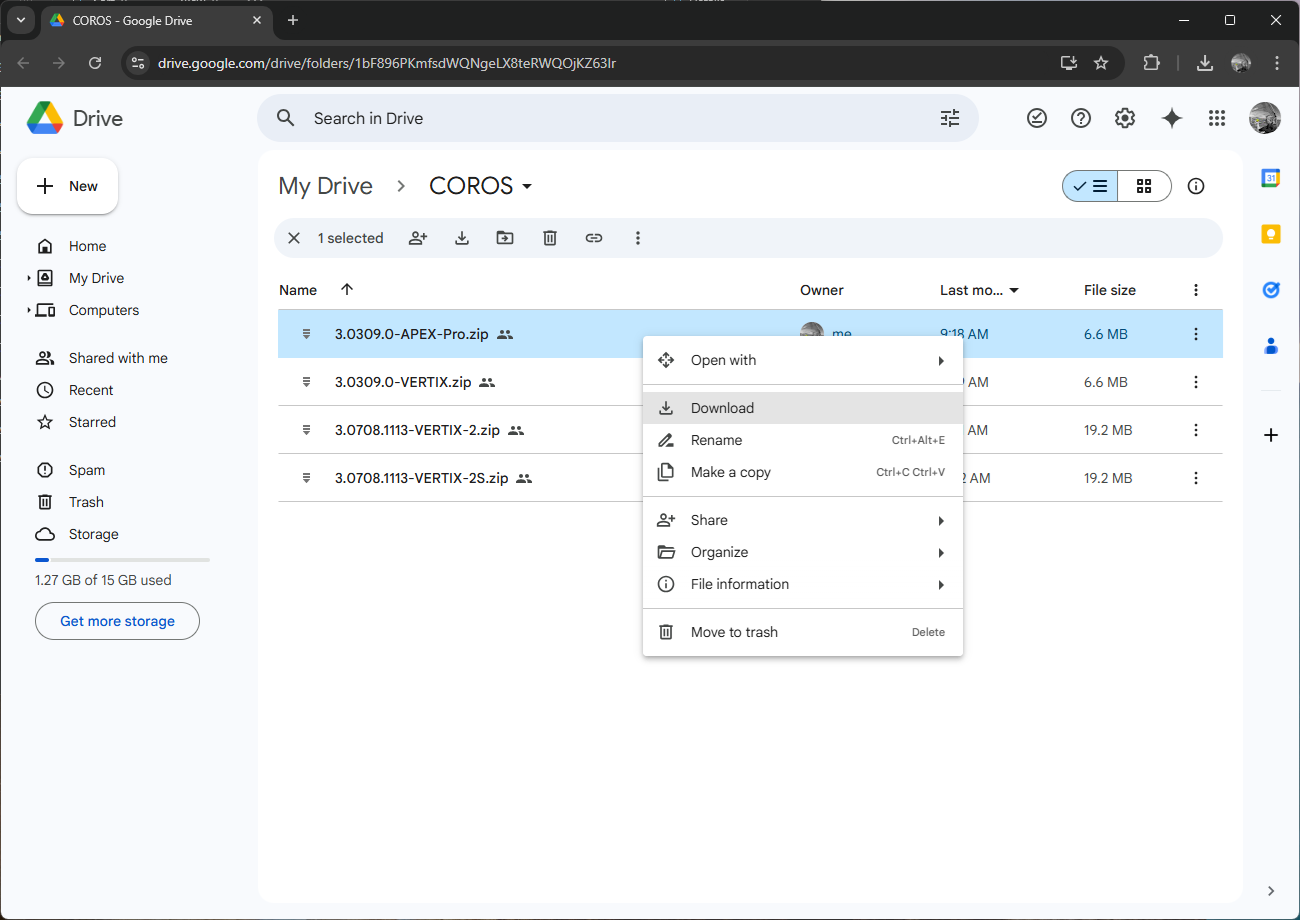 COROS - Google Drive
drive.google.com/drive/folders/1bF896PKmfsdWQNgeLX8teRWQOjKZ63lr
Drive
Search in Drive
New
My Drive
COROS
1 selected
Home
My Drive
Computers
Shared with me
Recent
Starred
Spam
Trash
Storage
1.27 GB of 15 GB used
Get more storage
Name Owner Last mo... File size
3.0309.0-APEX-Pro.zip me 9:18 AM 6.6 MB
3.0309.0-VERTIX.zip AM 6.6 MB
3.0708.1113-VERTIX-2.zip AM 19.2 MB
3.0708.1113-VERTIX-2S.zip 2 AM 19.2 MB
Open with
Download
Rename Ctrl+Alt+E
Make a copy Ctrl+C Ctrl+V
Share
Organize
File information
Move to trash Delete
31